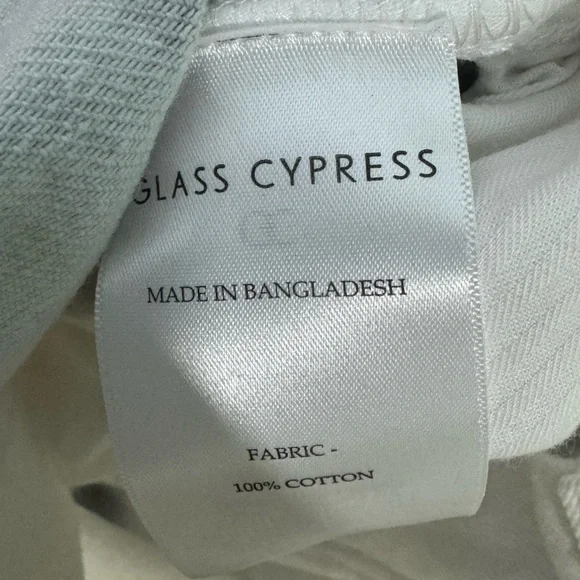 GLASS CYPRESS
MADE IN BANGLADESH
FABRIC -
100% COTTON